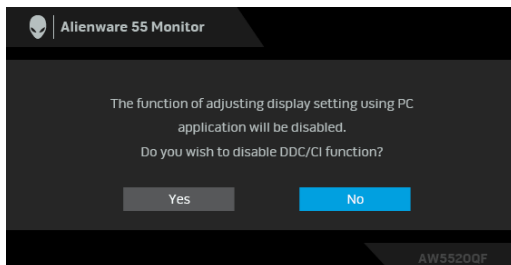 Alienware 55 Monitor
The function of adjusting display setting using PC
application will be disabled.
Do you wish to disable DDC/CI function?
Yes No
AW5520QF